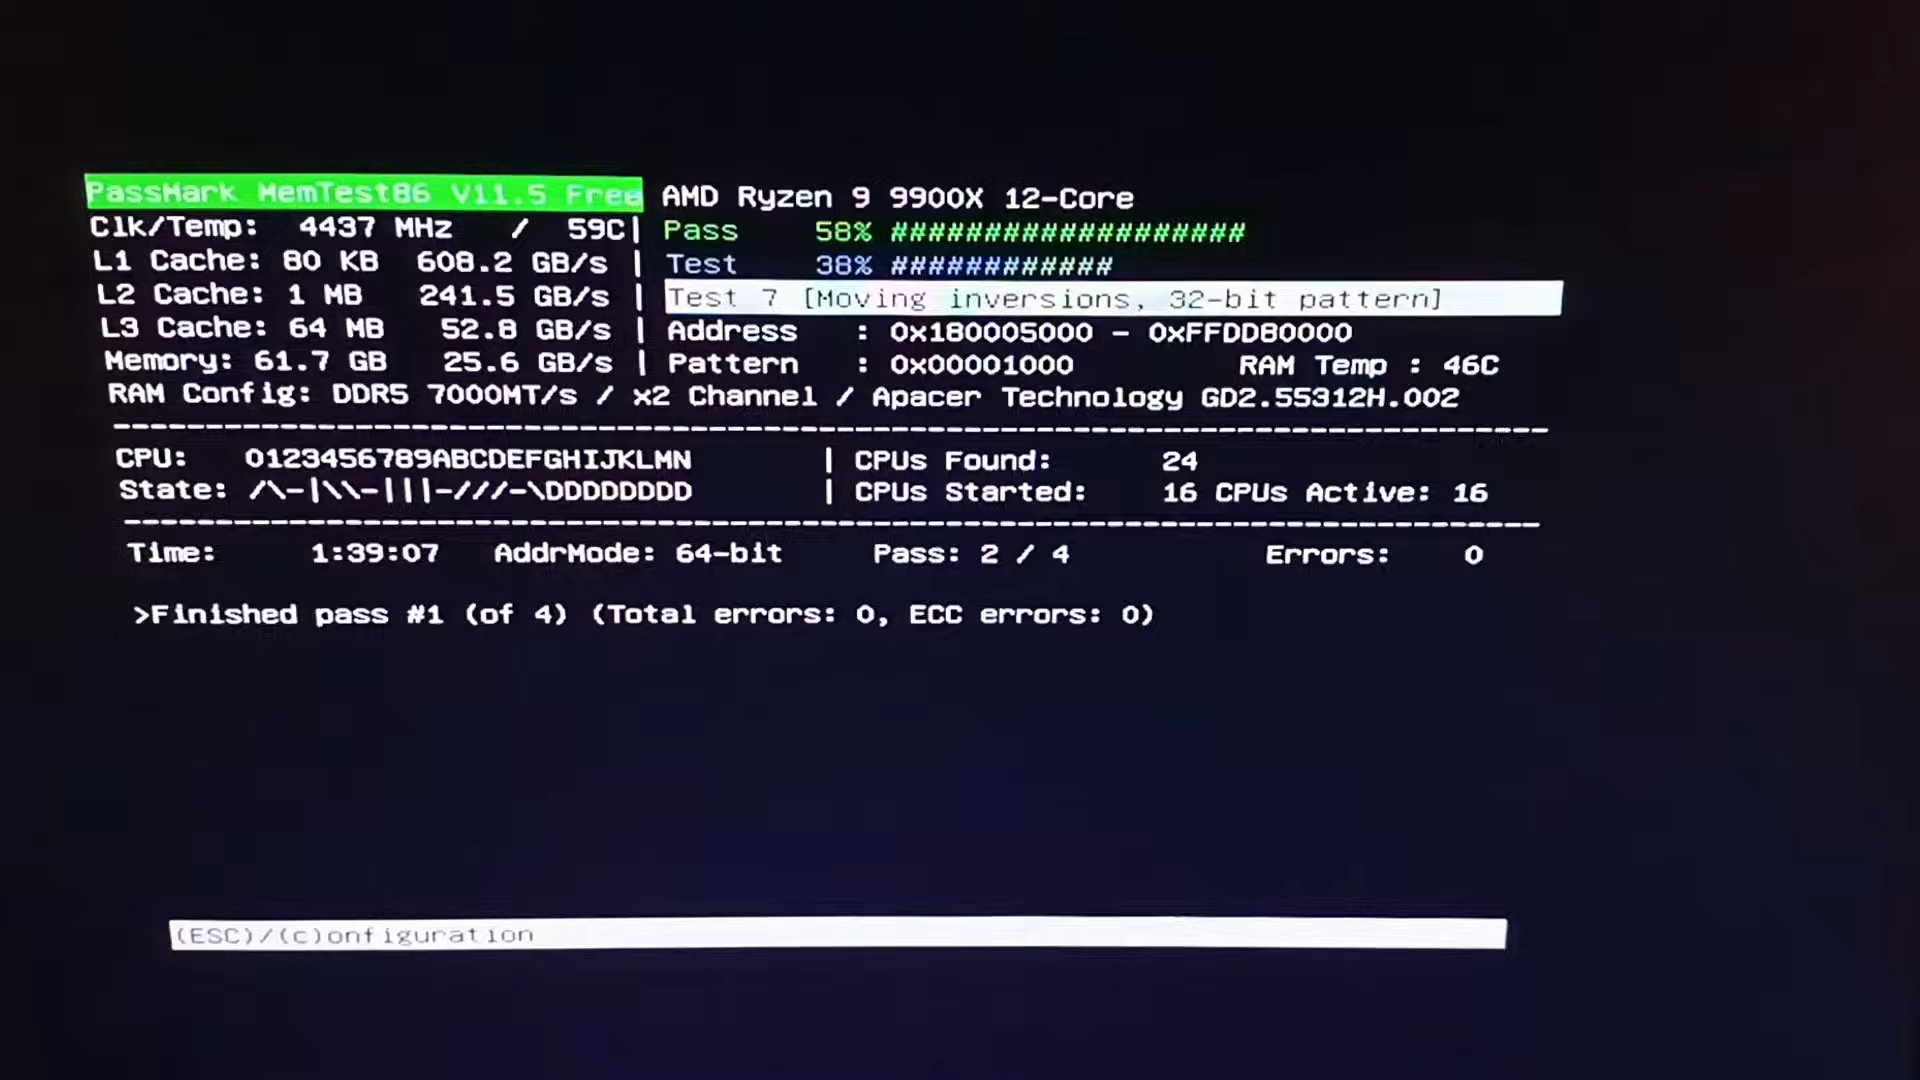 PassMark MemTest86 V11.5 Free AMD Ryzen 9 9900X 12-Core
Clk/Temp: 4437 MHz / 59C| Pass 58% ###################
L1 Cache: 80 KB 608.2 GB/s | Test 38% ############
L2 Cache: 1 MB 241.5 GB/s | Test 7 [Moving inversions, 32-bit pattern]
L3 Cache: 64 MB 52.8 GB/s | Address : 0x180005000 - 0xFFDD80000
Memory: 61.7 GB 25.6 GB/s | Pattern : 0x00001000 RAM Temp : 46C
RAM Config: DDR5 7000MT/s / x2 Channel / Apacer Technology GD2.55312H.002
CPU: 0123456789ABCDEFGHIJKLMN | CPUs Found: 24
State: /\-|\\-|||-///-\DDDDDDDD | CPUs Started: 16 CPUs Active: 16
Time: 1:39:07 AddrMode: 64-bit Pass: 2 / 4 Errors: 0
>Finished pass #1 (of 4) (Total errors: 0, ECC errors: 0)
(ESC)/(c)onfiguration